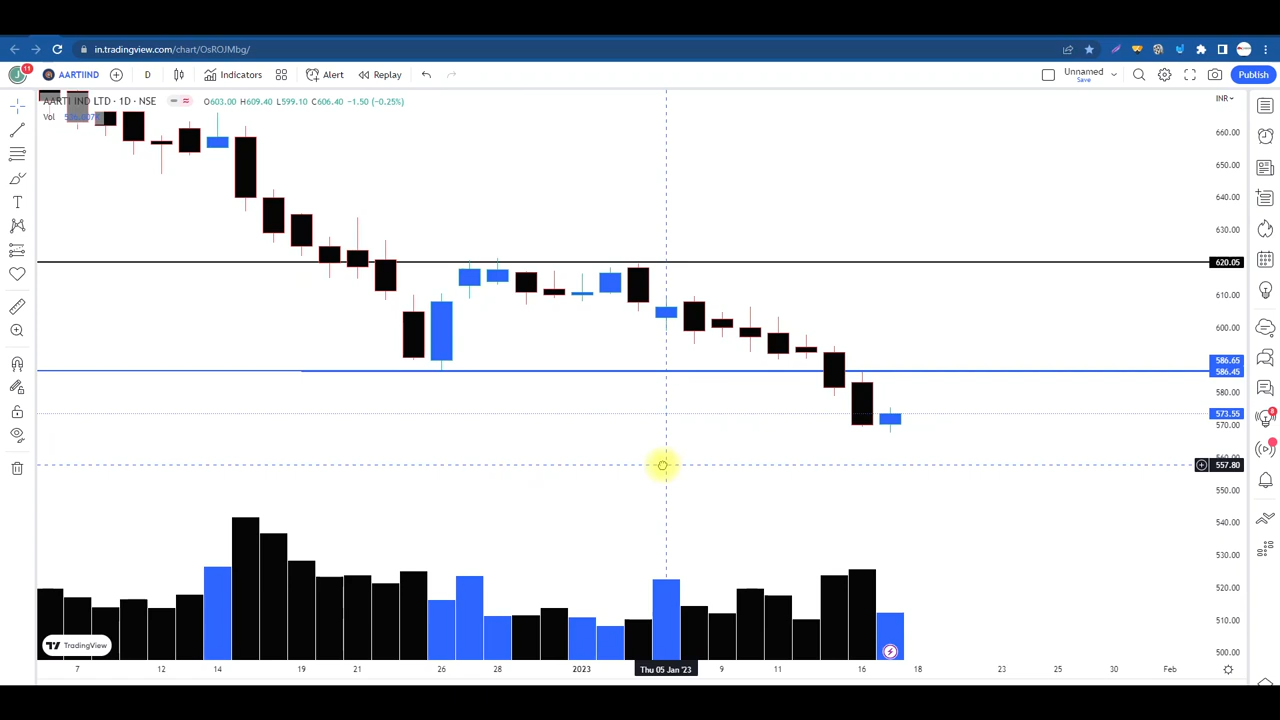 in.tradingview.com/chart/OsROJMbg/
11
AARTIIND
D
Indicators
Alert
Replay
Unnamed
Save
Publish
AARTI IND LTD · 1D · NSE
O603.00 H609.40 L599.10 C606.40 -1.50 (-0.25%)
INR
Vol
660.00
650.00
640.00
630.00
620.05
610.00
600.00
586.65
586.45
580.00
573.55
570.00
557.80
550.00
540.00
530.00
520.00
510.00
500.00
8
TradingView
7
12
14
19
21
26
28
2023
Thu 05 Jan '23
9
11
16
18
23
25
30
Feb